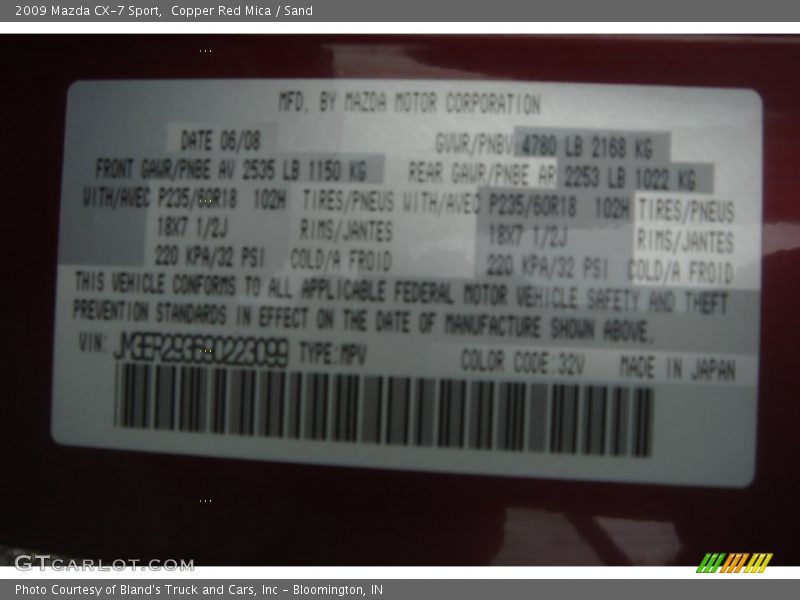 2009 Mazda CX-7 Sport,  Copper Red Mica / Sand
MFD. BY MAZDA MOTOR CORPORATION
DATE 06/08 GVWR/PNBV 4780 LB 2168 KG
FRONT GAWR/PNBE AV 2535 LB 1150 KG REAR GAWR/PNBE AR 2253 LB 1022 KG
WITH/AVEC P235/60R18 102H TIRES/PNEUS WITH/AVEC P235/60R18 102H TIRES/PNEUS
18X7 1/2J RIMS/JANTES 18X7 1/2J RIMS/JANTES
220 KPA/32 PSI COLD/A FROID 220 KPA/32 PSI COLD/A FROID
THIS VEHICLE CONFORMS TO ALL APPLICABLE FEDERAL MOTOR VEHICLE SAFETY AND THEFT
PREVENTION STANDARDS IN EFFECT ON THE DATE OF MANUFACTURE SHOWN ABOVE.
VIN: JM3ER293690223099 TYPE:MPV COLOR CODE:32V MADE IN JAPAN
GTCARLOT.COM
Photo Courtesy of Bland's Truck and Cars, Inc - Bloomington, IN